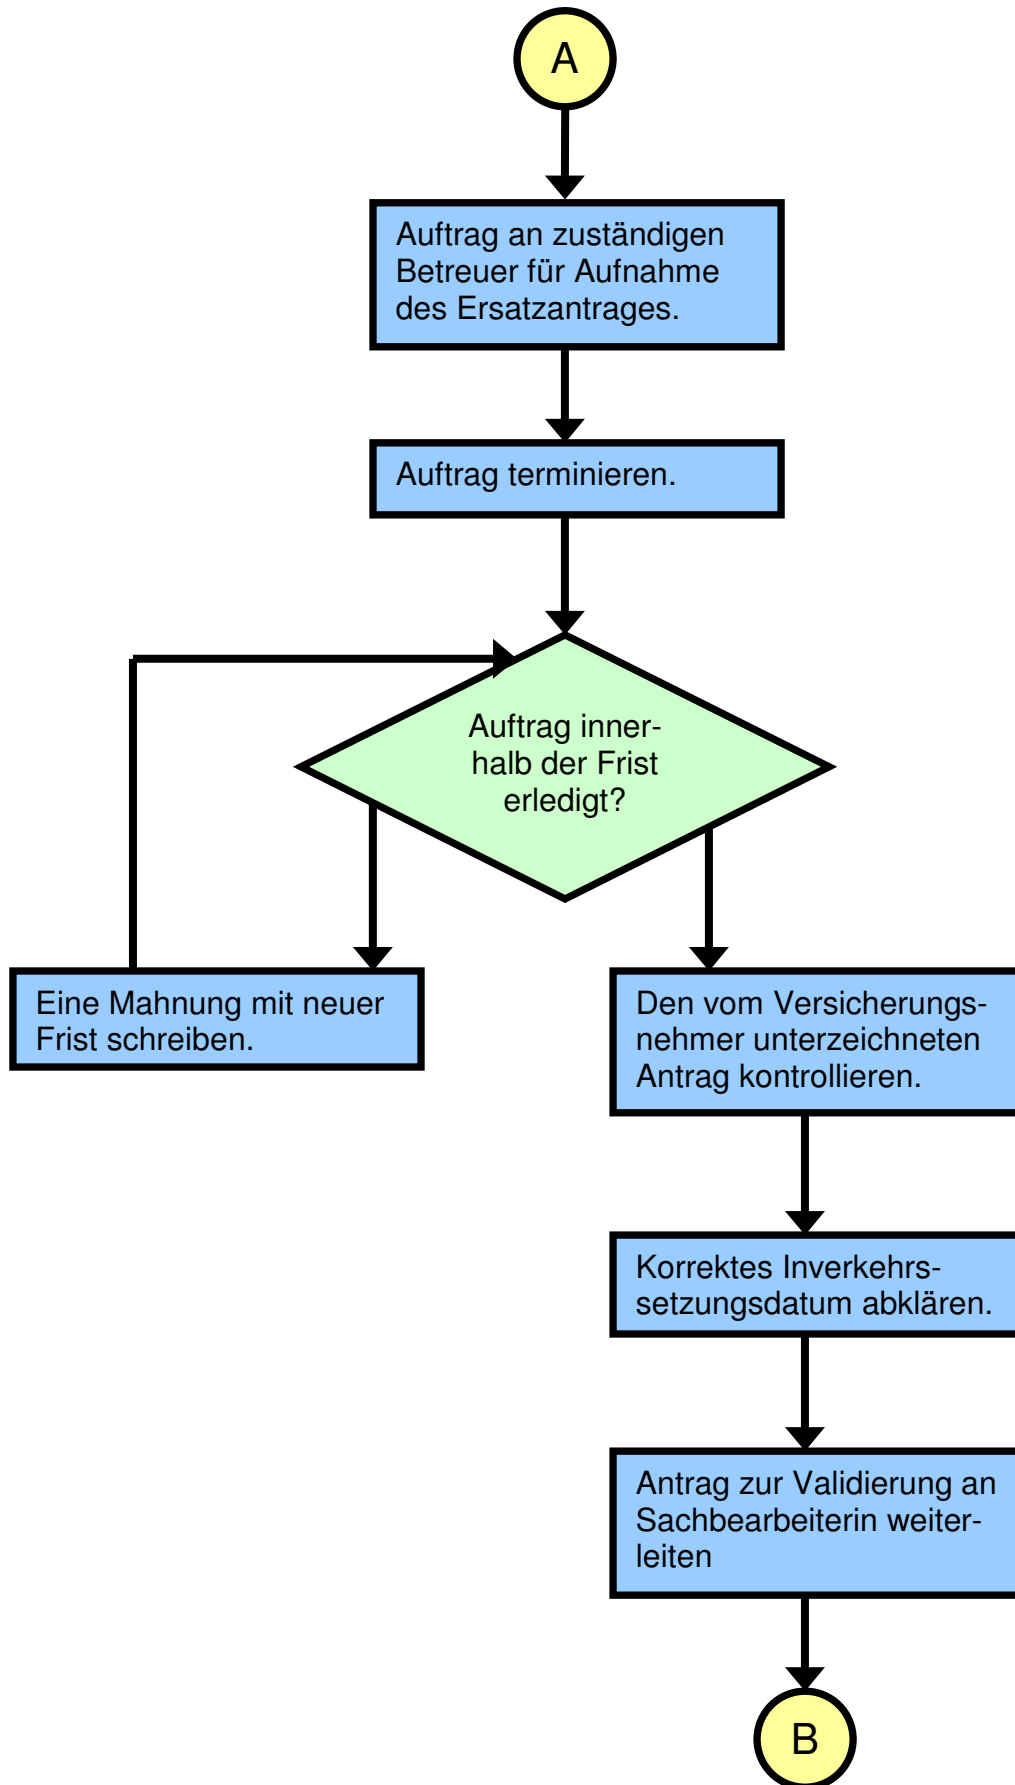 A
Auftrag an zuständigen
Betreuer für Aufnahme
des Ersatzantrages.
Auftrag terminieren.
Auftrag inner-
halb der Frist
erledigt?
Eine Mahnung mit neuer
Frist schreiben.
Den vom Versicherungs-
nehmer unterzeichneten
Antrag kontrollieren.
Korrektes Inverkehrs-
setzungsdatum abklären.
Antrag zur Validierung an
Sachbearbeiterin weiter-
leiten
B